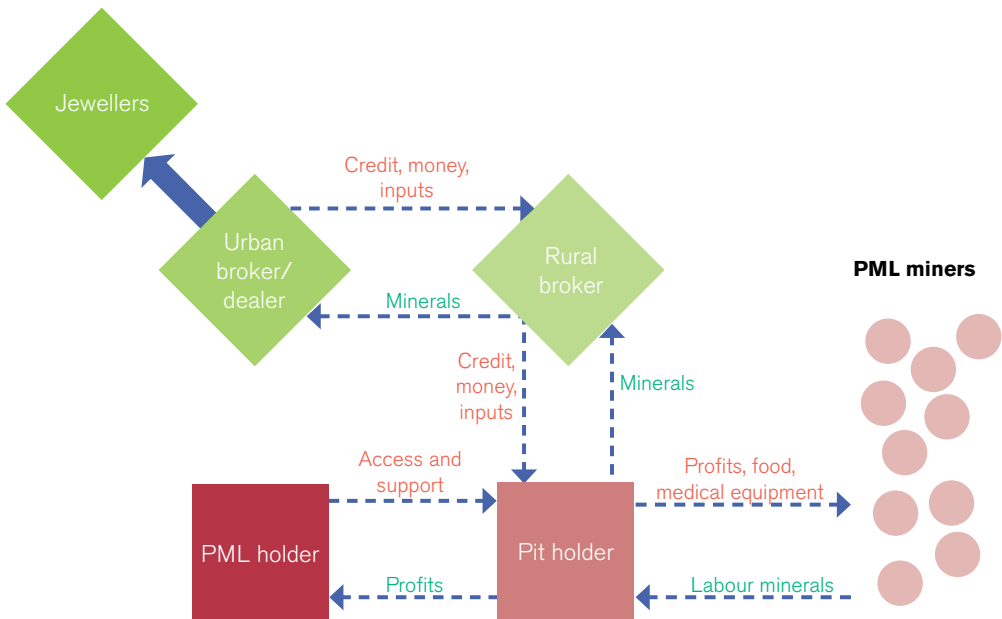 Jewellers
Credit, money,
inputs
Urban
broker/
dealer
Rural
broker
PML miners
Minerals
Credit,
money,
inputs
Minerals
Access and
support
Profits, food,
medical equipment
PML holder
Pit holder
Profits
Labour minerals